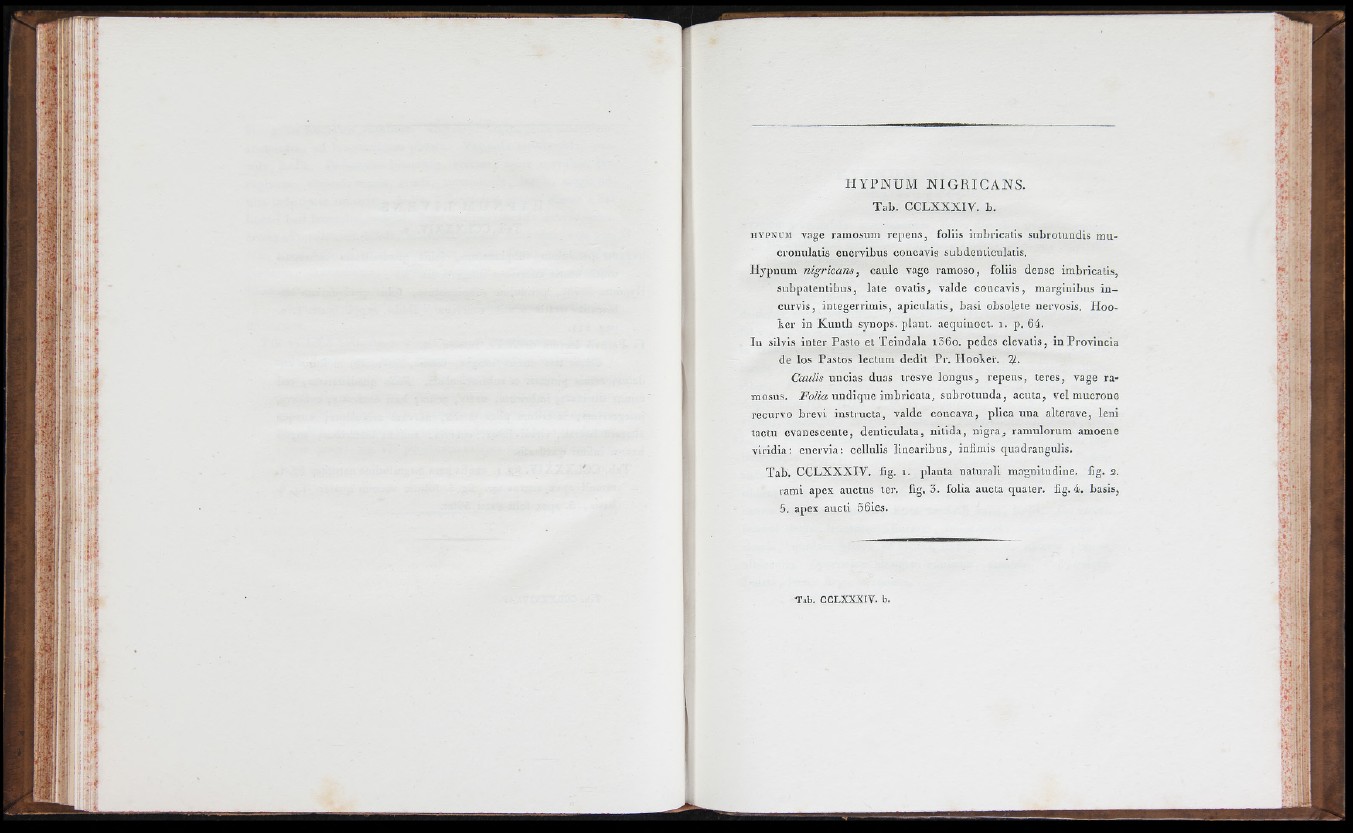 HYPNUM NIGRICANS.
Tab. CCLXXXIV. b.
HYPNUM vage ramosum repens, foliis imbricatis subrotundis mu-
cronulatis enervibus concavis subdenticulatis.
Hypnum nigricans, caule vage ramoso, foliis dense imbricatis,
subpatentibus, late ovatis, valde concavis, marginibus in-
curvis, integerrimis, apiculatis, basi obsolete nervosis. Hoo-
ker in Kunth synops. plant. aequinoct. 1. p. 64.
In silvis inter Pasto et Teindala 1360. pedes elevatis, in Provincia
de los Pastos lectum dedit Pr. Hooker. ♃.
Caulis uncias duas tresve longus, repens, teres, vage ra-
mosus. Folia undique imbricata, subrotunda, acuta, vel mucrone
recurvo brevi instructa, valde concava, plica una alterave, leni
tactu evanescente, denticulata, nitida, nigra, ramulorum amoene
viridia: enervia: cellulis linearibus, infimis quadrangulis.
Tab. CCLXXXIV. fig. 1. planta naturali magnitudine. fig. 2.
rami apex auctus ter. fig. 3. folia aucta quater. fig. 4. basis,
5. apex aucti 36ies.
Tab. CCLXXXIV. b.